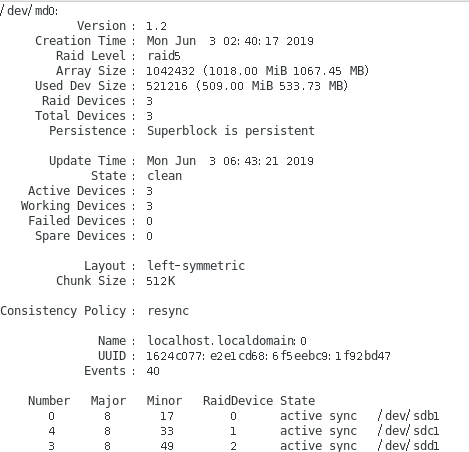 /dev/md0:
Version : 1.2
Creation Time : Mon Jun 3 02:40:17 2019
Raid Level : raid5
Array Size : 1042432 (1018.00 MiB 1067.45 MB)
Used Dev Size : 521216 (509.00 MiB 533.73 MB)
Raid Devices : 3
Total Devices : 3
Persistence : Superblock is persistent
Update Time : Mon Jun 3 06:43:21 2019
State : clean
Active Devices : 3
Working Devices : 3
Failed Devices : 0
Spare Devices : 0
Layout : left-symmetric
Chunk Size : 512K
Consistency Policy : resync
Name : localhost.localdomain:0
UUID : 1624c077:e2e1cd68:6f5eebc9:1f92bd47
Events : 40
Number Major Minor RaidDevice State
0 8 17 0 active sync /dev/sdb1
4 8 33 1 active sync /dev/sdc1
3 8 49 2 active sync /dev/sdd1